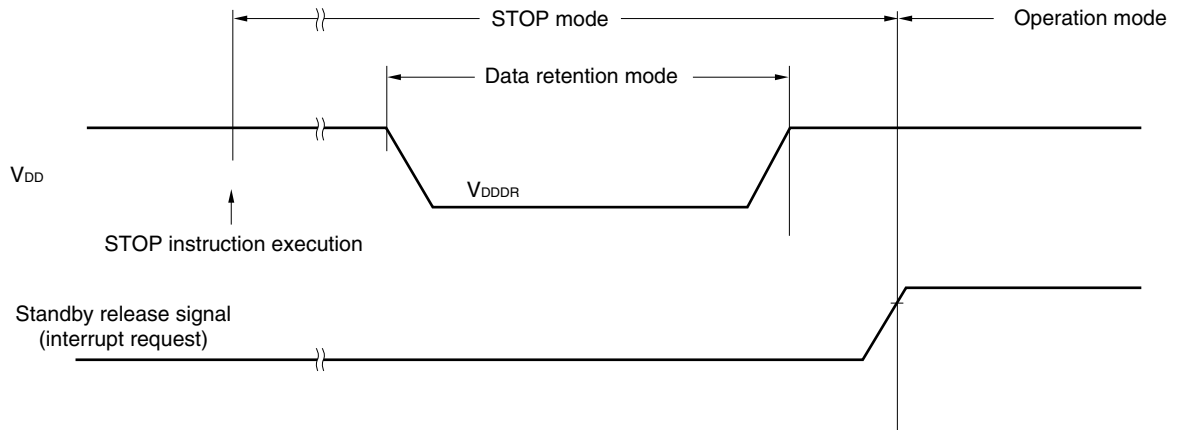 STOP mode
Operation mode
Data retention mode
VDD
VDDDR
STOP instruction execution
Standby release signal
(interrupt request)